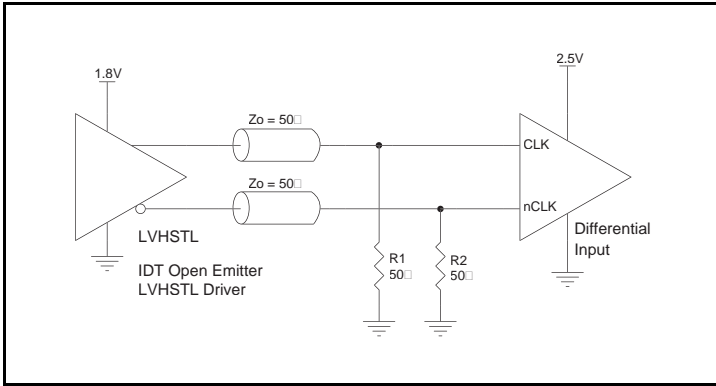 1.8V
2.5V
Zo = 50□
CLK
Zo = 50□
nCLK
Differential
Input
LVHSTL
IDT Open Emitter
LVHSTL Driver
R1
50□
R2
50□